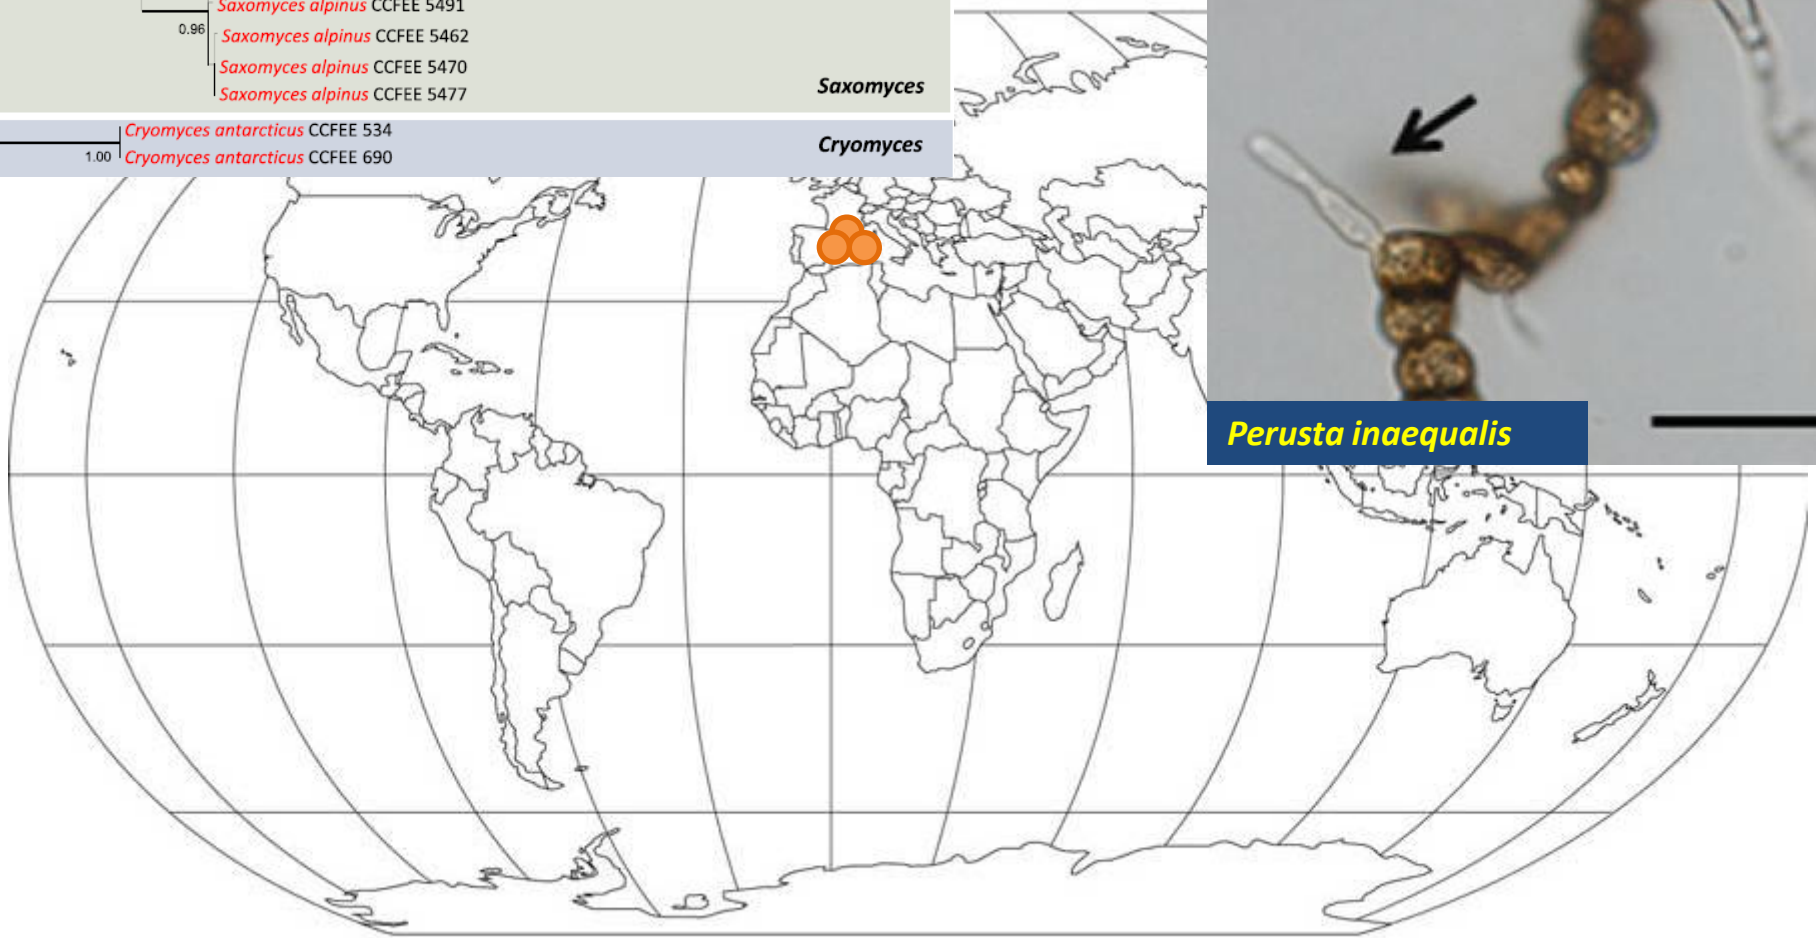 Saxomyces alpinus CCFEE 5491
0.96
Saxomyces alpinus CCFEE 5462
Saxomyces alpinus CCFEE 5470
Saxomyces alpinus CCFEE 5477
Saxomyces
Cryomyces antarcticus CCFEE 534
1.00
Cryomyces antarcticus CCFEE 690
Cryomyces
Perusta inaequalis